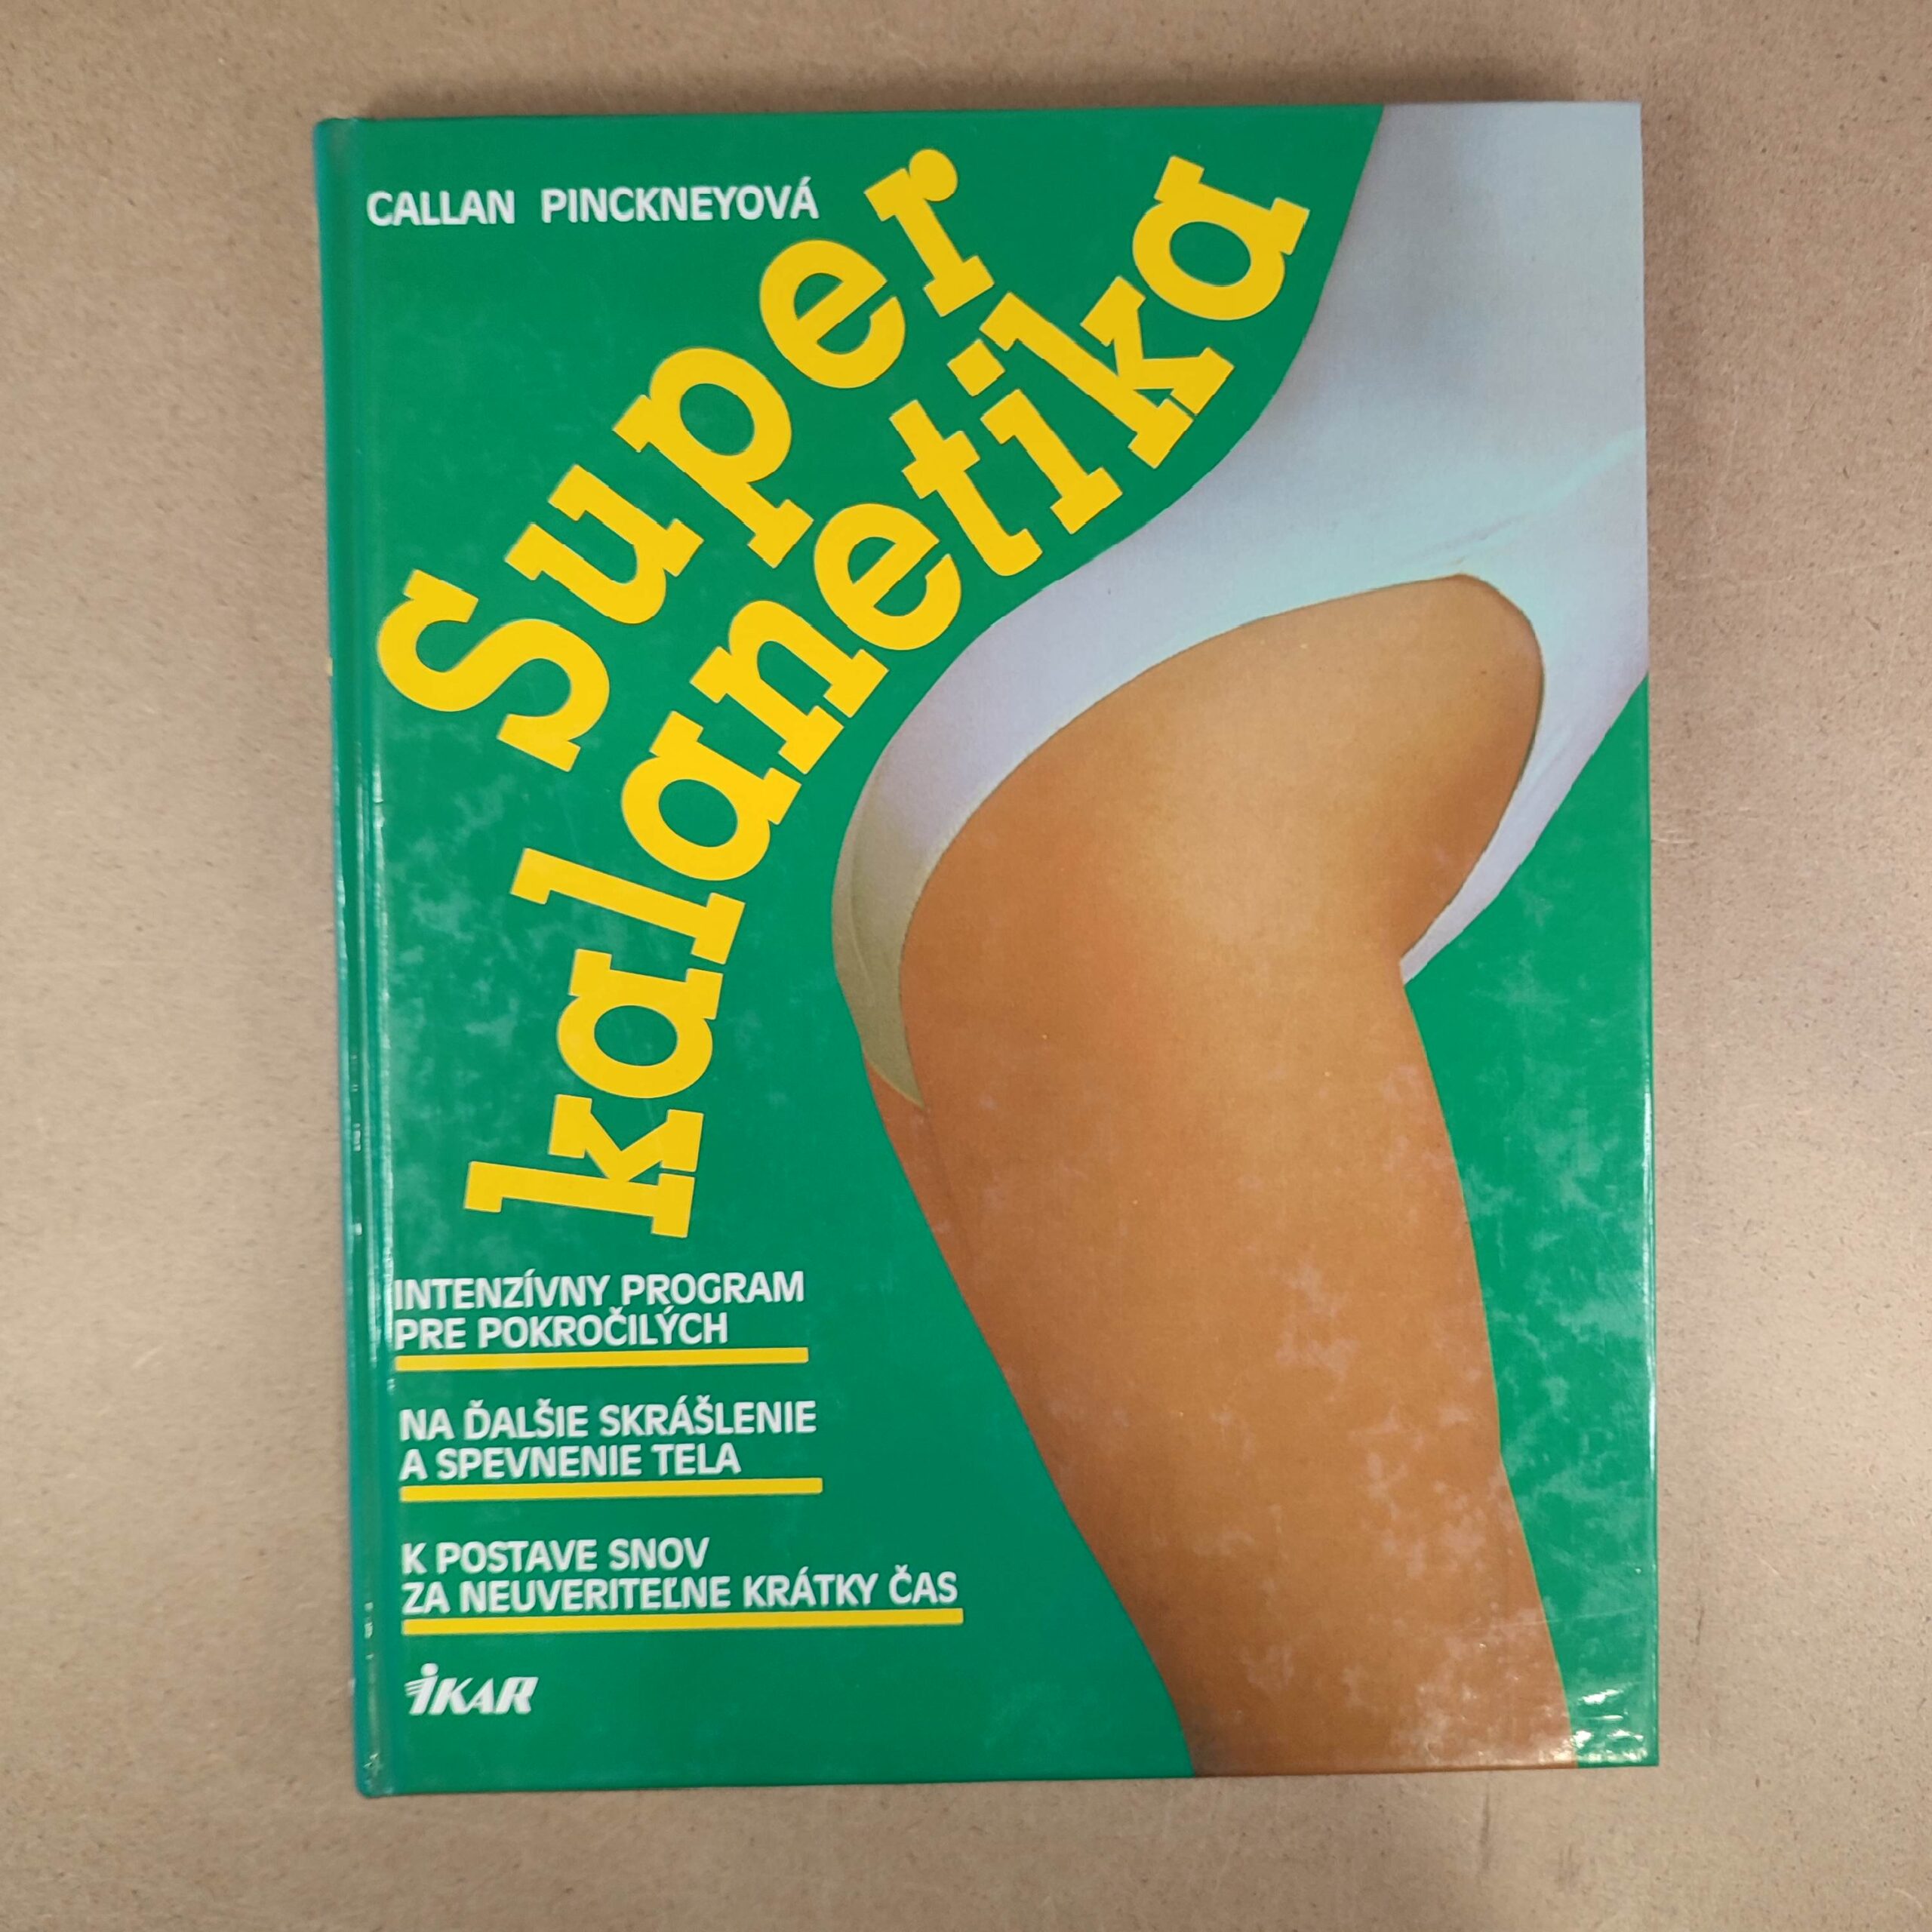 CALLAN PINCKNEYOVÁ
Super
kalanetika
INTENZÍVNY PROGRAM
PRE POKROČILÝCH
NA ĎALŠIE SKRÁŠLENIE
A SPEVNENIE TELA
K POSTAVE SNOV
ZA NEUVERITEĽNE KRÁTKY ČAS
IKAR